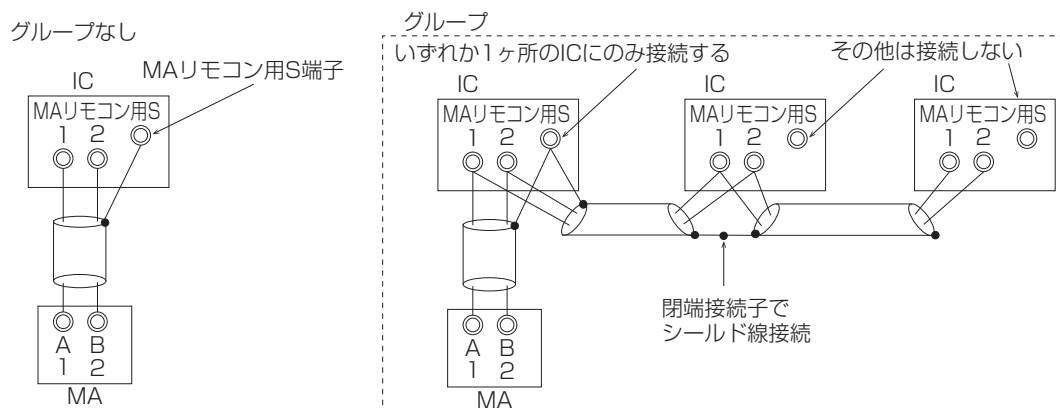 グループなし
MAリモコン用S端子
IC
MAリモコン用S
1 2
A B
1 2
MA
グループ
いずれか1ヶ所のICにのみ接続する
その他は接続しない
IC
MAリモコン用S
1 2
IC
MAリモコン用S
1 2
IC
MAリモコン用S
1 2
閉端接続子で
シールド線接続
A B
1 2
MA